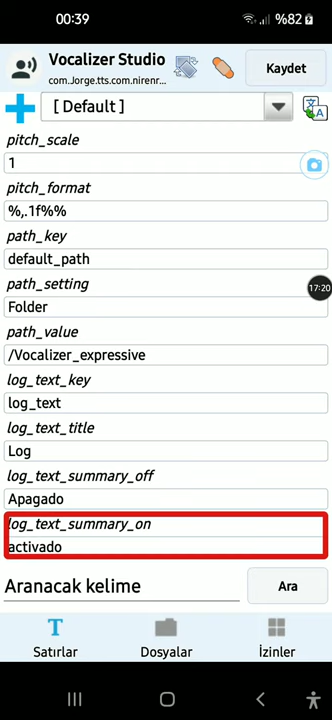 00:39
%82
Vocalizer Studio
com.Jorge.tts.com.nirenr...
Kaydet
[ Default ]
pitch_scale
1
pitch_format
%,.1f%%
path_key
default_path
path_setting
17:20
Folder
path_value
/Vocalizer_expressive
log_text_key
log_text
log_text_title
Log
log_text_summary_off
Apagado
log_text_summary_on
activado
Aranacak kelime
Ara
Satırlar
Dosyalar
İzinler